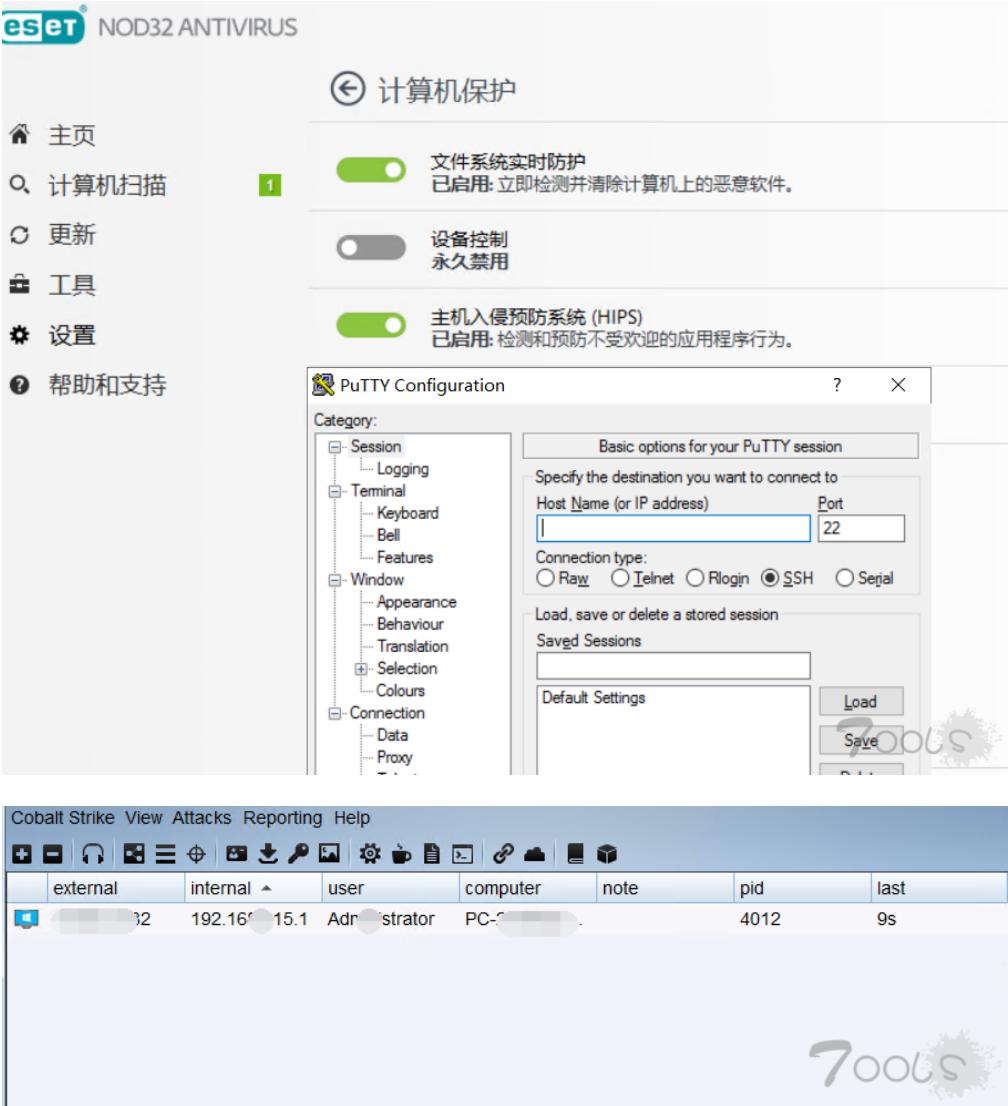 eset NOD32 ANTIVIRUS
计算机保护
主页
计算机扫描 1
更新
工具
设置
帮助和支持
文件系统实时防护
已启用: 立即检测并清除计算机上的恶意软件。
设备控制
永久禁用
主机入侵预防系统 (HIPS)
已启用: 检测和预防不受欢迎的应用程序行为。
PuTTY Configuration ? ×
Category:
Session
Logging
Terminal
Keyboard
Bell
Features
Window
Appearance
Behaviour
Translation
Selection
Colours
Connection
Data
Proxy
Basic options for your PuTTY session
Specify the destination you want to connect to
Host Name (or IP address) Port
22
Connection type:
Raw Telnet Rlogin SSH Serial
Load, save or delete a stored session
Saved Sessions
Default Settings
Load
Save
7ooLS
Cobalt Strike View Attacks Reporting Help
external internal user computer note pid last
32 192.16 15.1 Adm istrator PC- 4012 9s
7ooLS